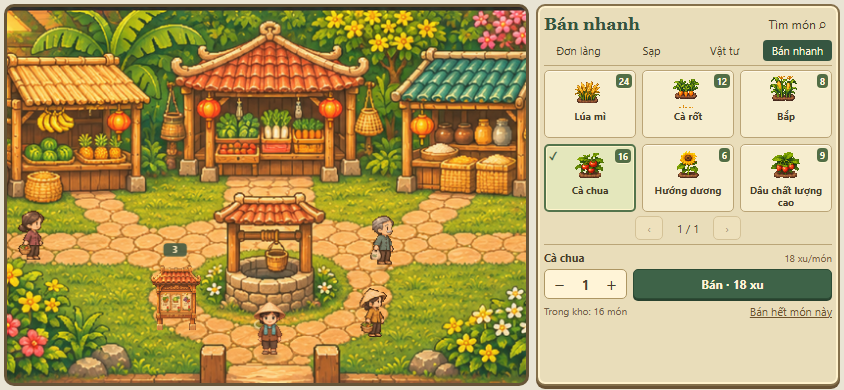 Bán nhanh
Tìm món
Đơn làng
Sạp
Vật tư
Bán nhanh
24
Lúa mì
12
Cà rốt
8
Bắp
✓
16
Cà chua
6
Hướng dương
9
Dâu chất lượng
cao
‹
1 / 1
›
Cà chua
18 xu/món
− 1 +
Bán · 18 xu
Trong kho: 16 món
Bán hết món này
3